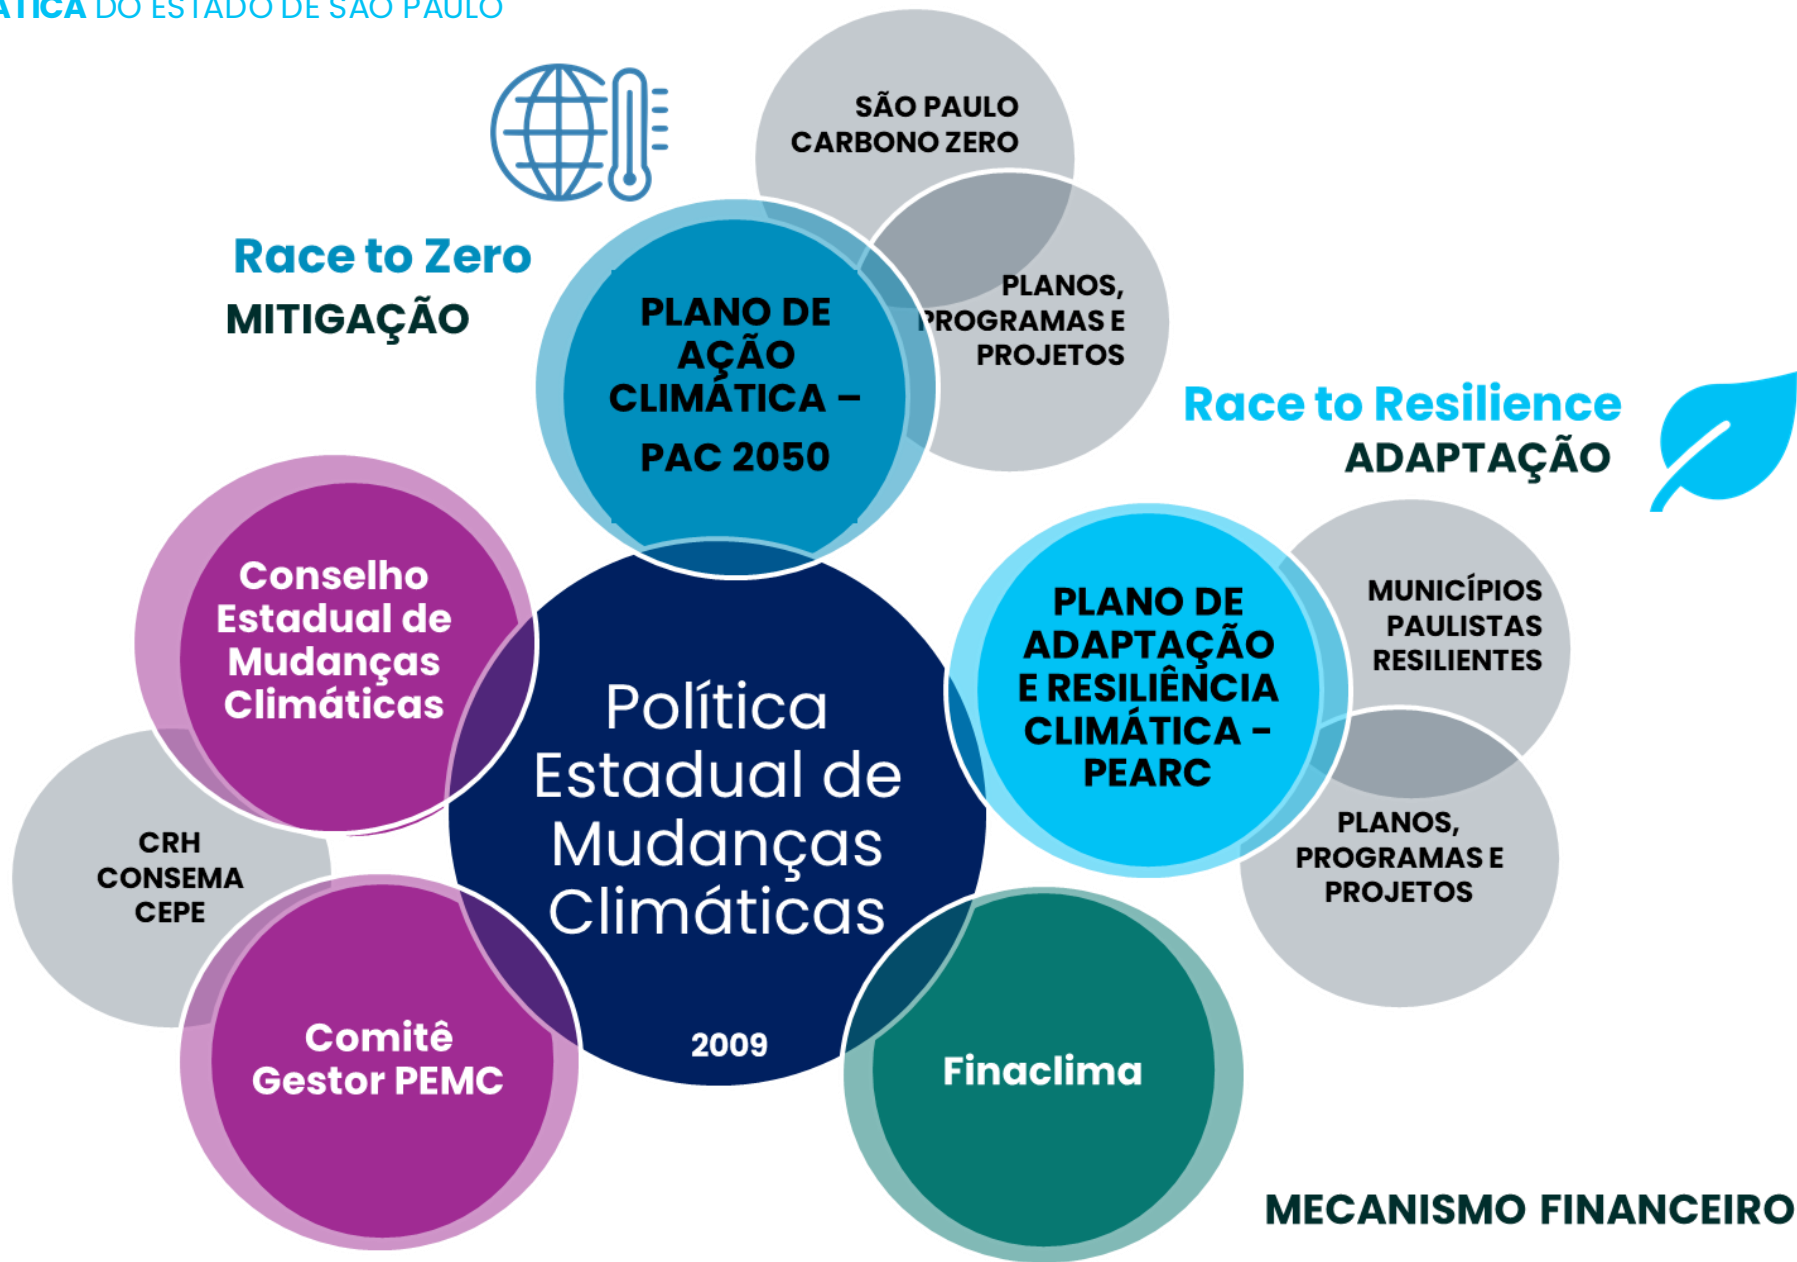 ÁTICA DO ESTADO DE SÃO PAULO
SÃO PAULO
CARBONO ZERO
Race to Zero
MITIGAÇÃO
PLANO DE
AÇÃO
CLIMÁTICA –
PAC 2050
PLANOS,
PROGRAMAS E
PROJETOS
Race to Resilience
ADAPTAÇÃO
Conselho
Estadual de
Mudanças
Climáticas
PLANO DE
ADAPTAÇÃO
E RESILIÊNCIA
CLIMÁTICA -
PEARC
MUNICÍPIOS
PAULISTAS
RESILIENTES
Política
Estadual de
Mudanças
Climáticas
2009
CRH
CONSEMA
CEPE
PLANOS,
PROGRAMAS E
PROJETOS
Comitê
Gestor PEMC
Finaclima
MECANISMO FINANCEIRO